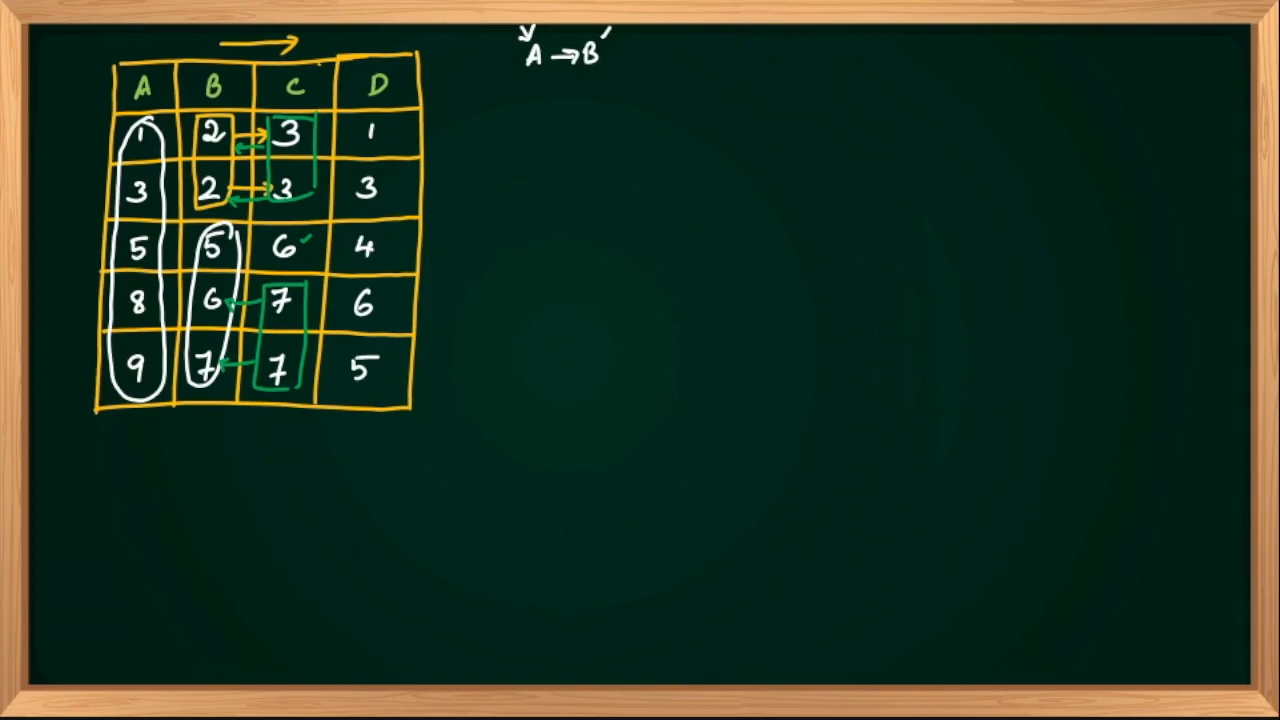 A → B
A B C D
1 2 3 1
3 2 3 3
5 5 6 4
8 6 7 6
9 7 7 5